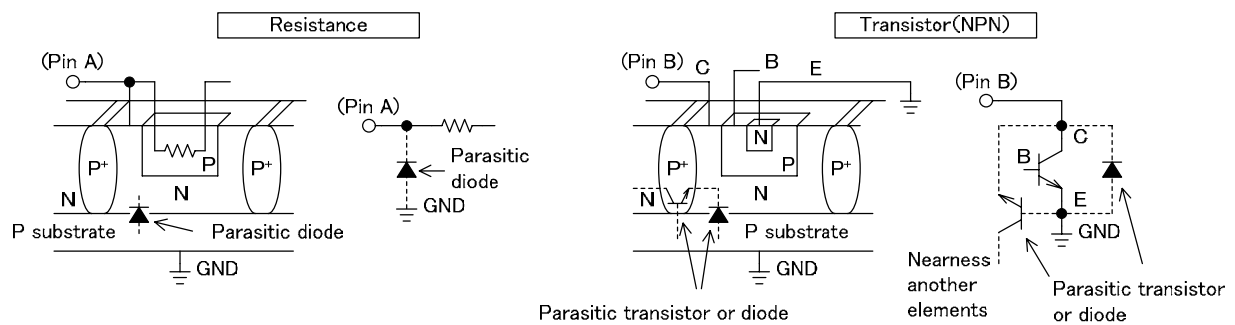 Resistance
Transistor(NPN)
(Pin A)
P+
P
P+
N
N
P substrate
Parasitic diode
GND
(Pin A)
Parasitic
diode
GND
(Pin B)
C
B
E
N
P+
P
P+
N
N
P substrate
GND
Parasitic transistor or diode
(Pin B)
C
B
E
GND
Nearness
another
elements
Parasitic transistor
or diode